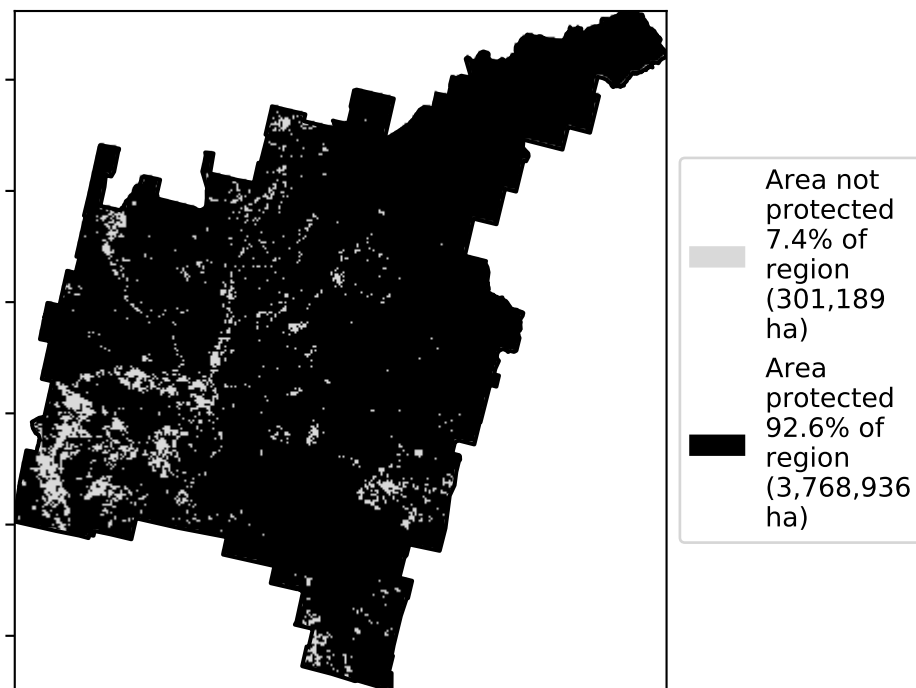 Area not
protected
7.4% of
region
(301,189
ha)
Area
protected
92.6% of
region
(3,768,936
ha)